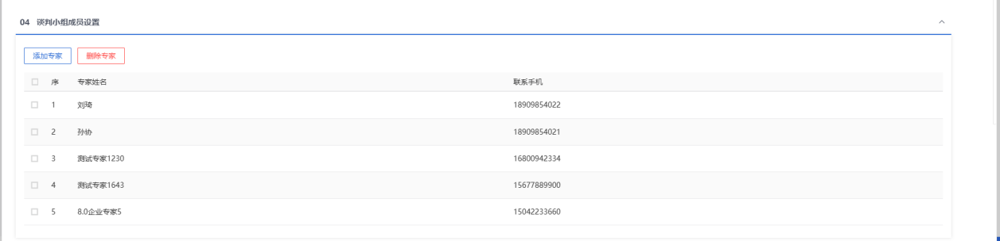 04 谈判小组成员设置
添加专家 删除专家
序 专家姓名 联系手机
1 刘琦 18909854022
2 孙协 18909854021
3 测试专家1230 16800942334
4 测试专家1643 15677889900
5 8.0企业专家5 15042233660